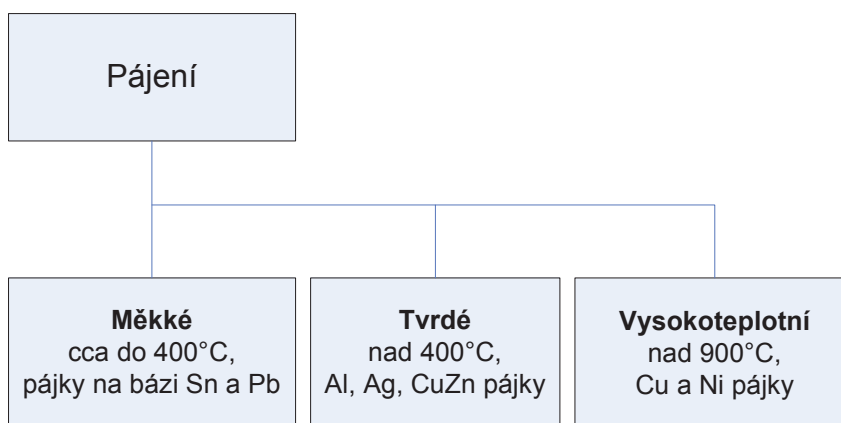 Pájení
Měkké
cca do 400°C,
pájky na bázi Sn a Pb
Tvrdé
nad 400°C,
Al, Ag, CuZn pájky
Vysokoteplotní
nad 900°C,
Cu a Ni pájky